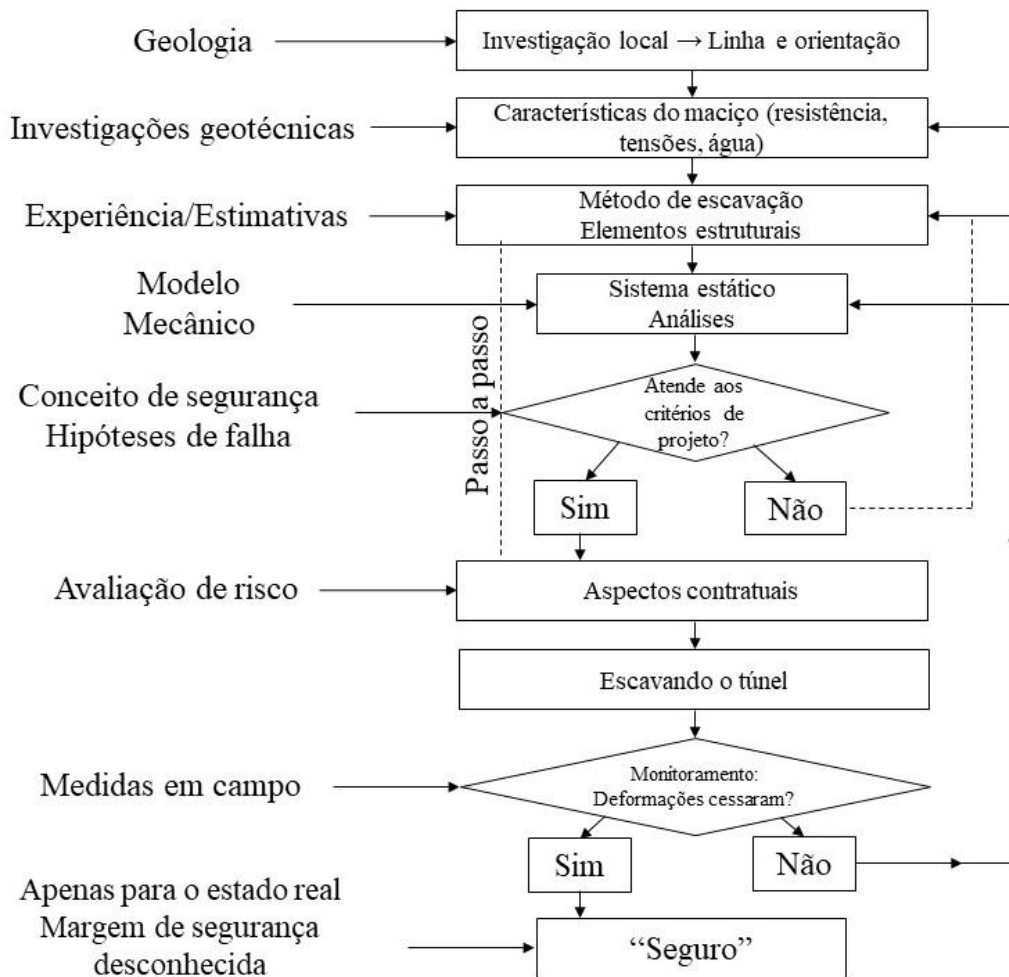 Geologia
Investigação local → Linha e orientação
Investigações geotécnicas
Características do maciço (resistência,
tensões, água)
Experiência/Estimativas
Método de escavação
Elementos estruturais
Modelo
Mecânico
Sistema estático
Análises
Passo a passo
Conceito de segurança
Hipóteses de falha
Atende aos
critérios de
projeto?
Sim
Não
Avaliação de risco
Aspectos contratuais
Escavando o túnel
Medidas em campo
Monitoramento:
Deformações cessaram?
Sim
Não
Apenas para o estado real
Margem de segurança
desconhecida
“Seguro”